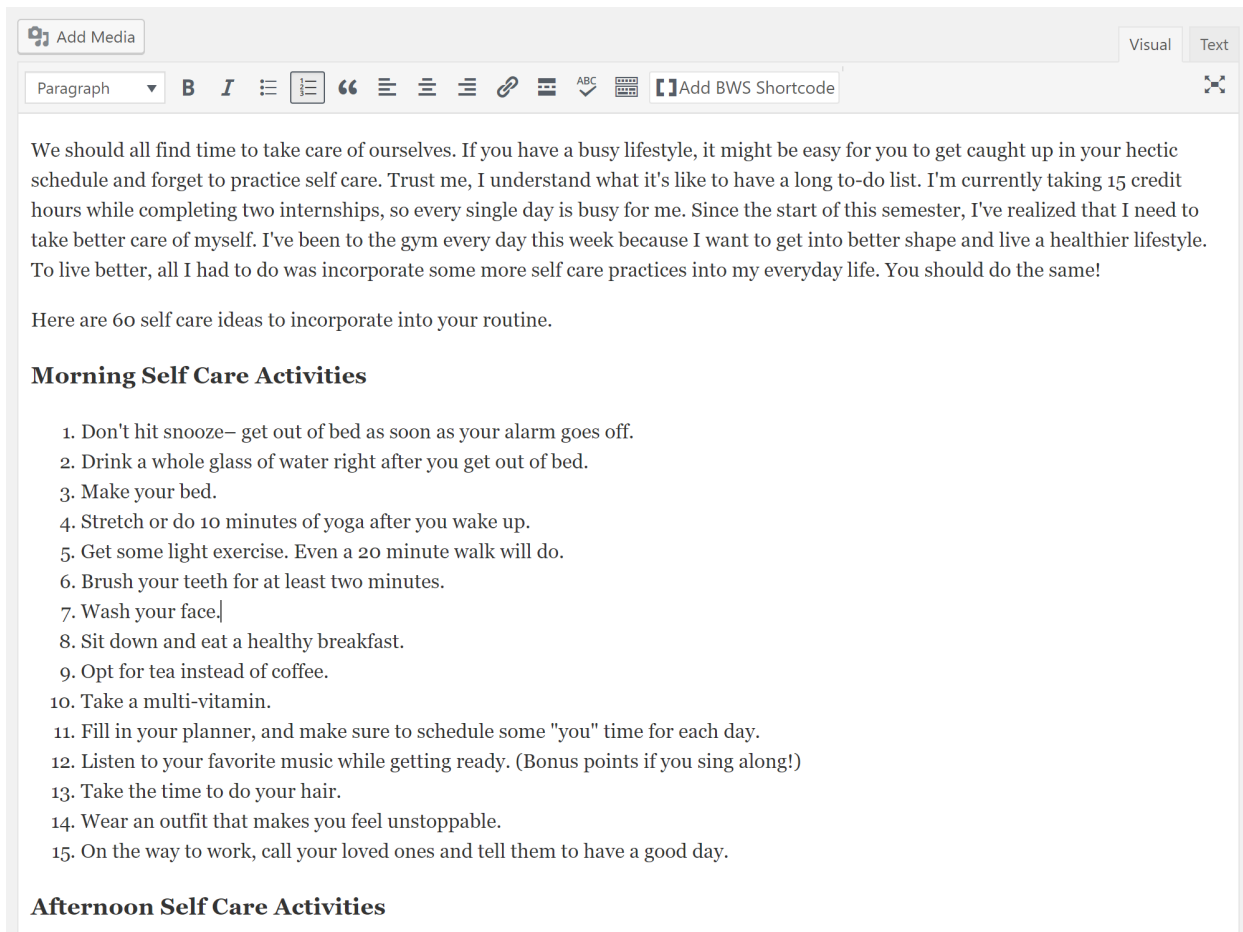 Add Media
Visual
Text
Paragraph
B
I
ABC
Add BWS Shortcode
We should all find time to take care of ourselves. If you have a busy lifestyle, it might be easy for you to get caught up in your hectic
schedule and forget to practice self care. Trust me, I understand what it's like to have a long to-do list. I'm currently taking 15 credit
hours while completing two internships, so every single day is busy for me. Since the start of this semester, I've realized that I need to
take better care of myself. I've been to the gym every day this week because I want to get into better shape and live a healthier lifestyle.
To live better, all I had to do was incorporate some more self care practices into my everyday life. You should do the same!
Here are 60 self care ideas to incorporate into your routine.
Morning Self Care Activities
1. Don't hit snooze– get out of bed as soon as your alarm goes off.
2. Drink a whole glass of water right after you get out of bed.
3. Make your bed.
4. Stretch or do 10 minutes of yoga after you wake up.
5. Get some light exercise. Even a 20 minute walk will do.
6. Brush your teeth for at least two minutes.
7. Wash your face.
8. Sit down and eat a healthy breakfast.
9. Opt for tea instead of coffee.
10. Take a multi-vitamin.
11. Fill in your planner, and make sure to schedule some "you" time for each day.
12. Listen to your favorite music while getting ready. (Bonus points if you sing along!)
13. Take the time to do your hair.
14. Wear an outfit that makes you feel unstoppable.
15. On the way to work, call your loved ones and tell them to have a good day.
Afternoon Self Care Activities